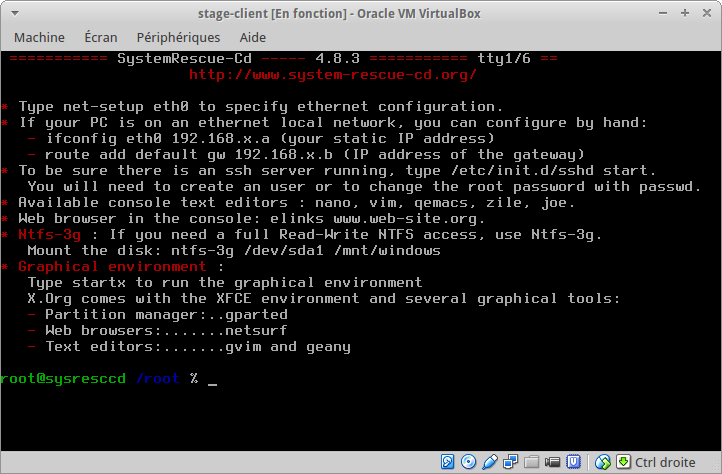 stage-client [En fonction] - Oracle VM VirtualBox
Machine Écran Périphériques Aide
=========== SystemRescue-Cd ----- 4.8.3 =========== tty1/6 ==
http://www.system-rescue-cd.org/
* Type net-setup eth0 to specify ethernet configuration.
* If your PC is on an ethernet local network, you can configure by hand:
- ifconfig eth0 192.168.x.a (your static IP address)
- route add default gw 192.168.x.b (IP address of the gateway)
* To be sure there is an ssh server running, type /etc/init.d/sshd start.
You will need to create an user or to change the root password with passwd.
* Available console text editors : nano, vim, qemacs, zile, joe.
* Web browser in the console: elinks www.web-site.org.
* Ntfs-3g : If you need a full Read-Write NTFS access, use Ntfs-3g.
Mount the disk: ntfs-3g /dev/sda1 /mnt/windows
* Graphical environment :
Type startx to run the graphical environment
X.Org comes with the XFCE environment and several graphical tools:
- Partition manager:..gparted
- Web browsers:.......netsurf
- Text editors:.......gvim and geany
root@sysresccd /root % _
Ctrl droite